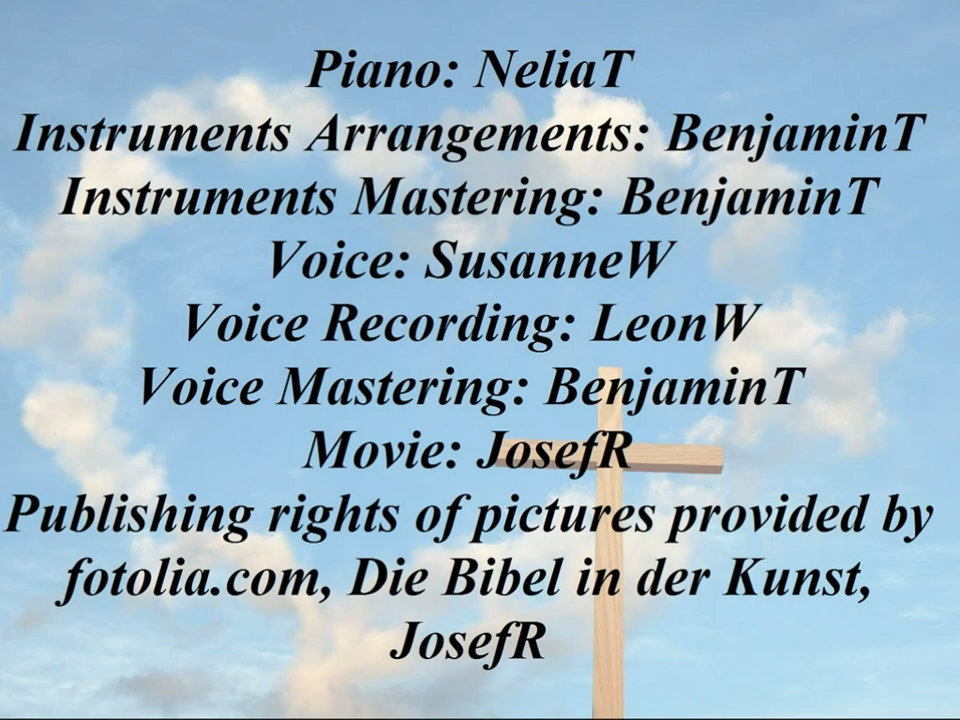 Piano: NeliaT
Instruments Arrangements: BenjaminT
Instruments Mastering: BenjaminT
Voice: SusanneW
Voice Recording: LeonW
Voice Mastering: BenjaminT
Movie: JosefR
Publishing rights of pictures provided by
fotolia.com, Die Bibel in der Kunst,
JosefR